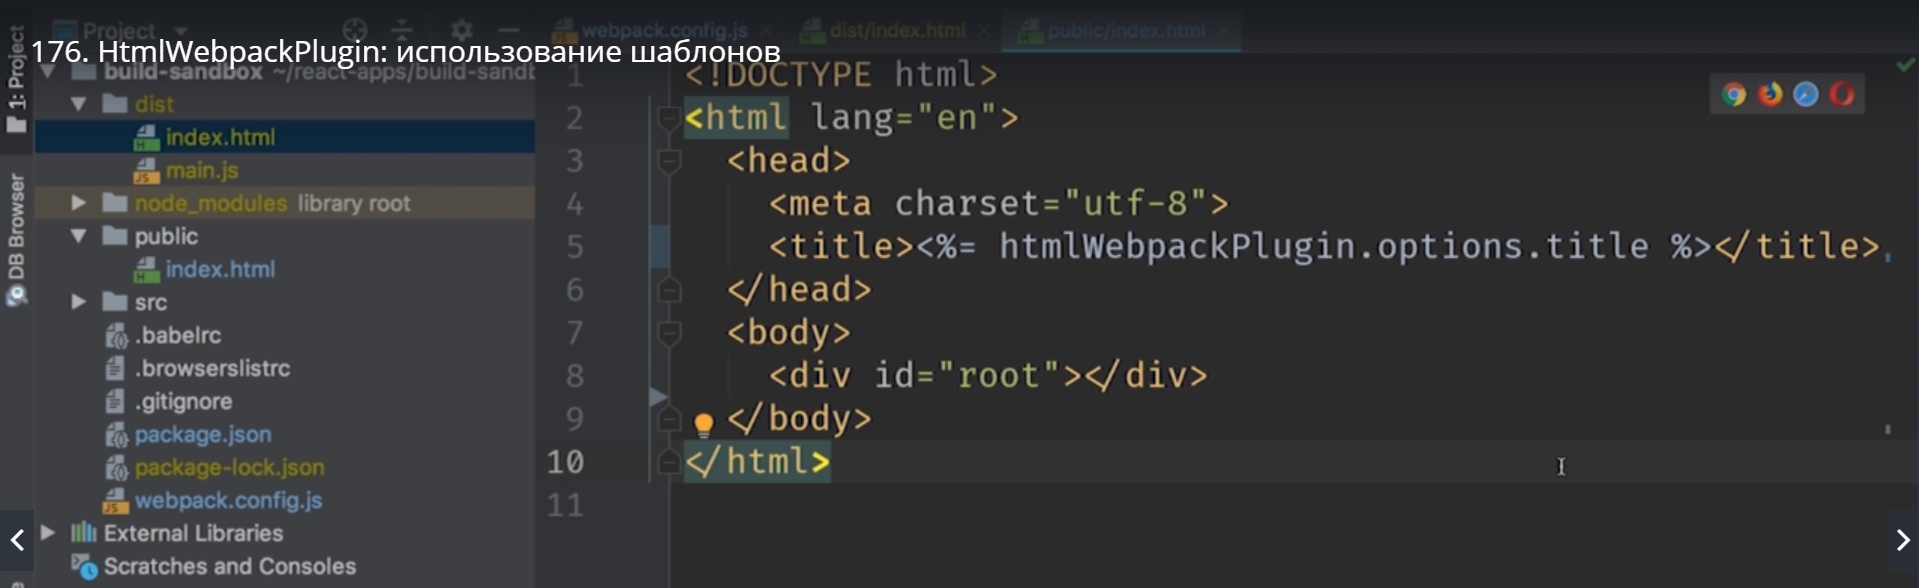 176. HtmlWebpackPlugin: использование шаблонов
Project
webpack.config.js
dist/index.html
public/index.html
1: Project
DB Browser
build-sandbox ~/react-apps/build-sandb
dist
index.html
main.js
node_modules library root
public
index.html
src
.babelrc
.browserslistrc
.gitignore
package.json
package-lock.json
webpack.config.js
External Libraries
Scratches and Consoles
1 <!DOCTYPE html>
2 <html lang="en">
3 <head>
4 <meta charset="utf-8">
5 <title><%= htmlWebpackPlugin.options.title %></title>
6 </head>
7 <body>
8 <div id="root"></div>
9 </body>
10 </html>
11